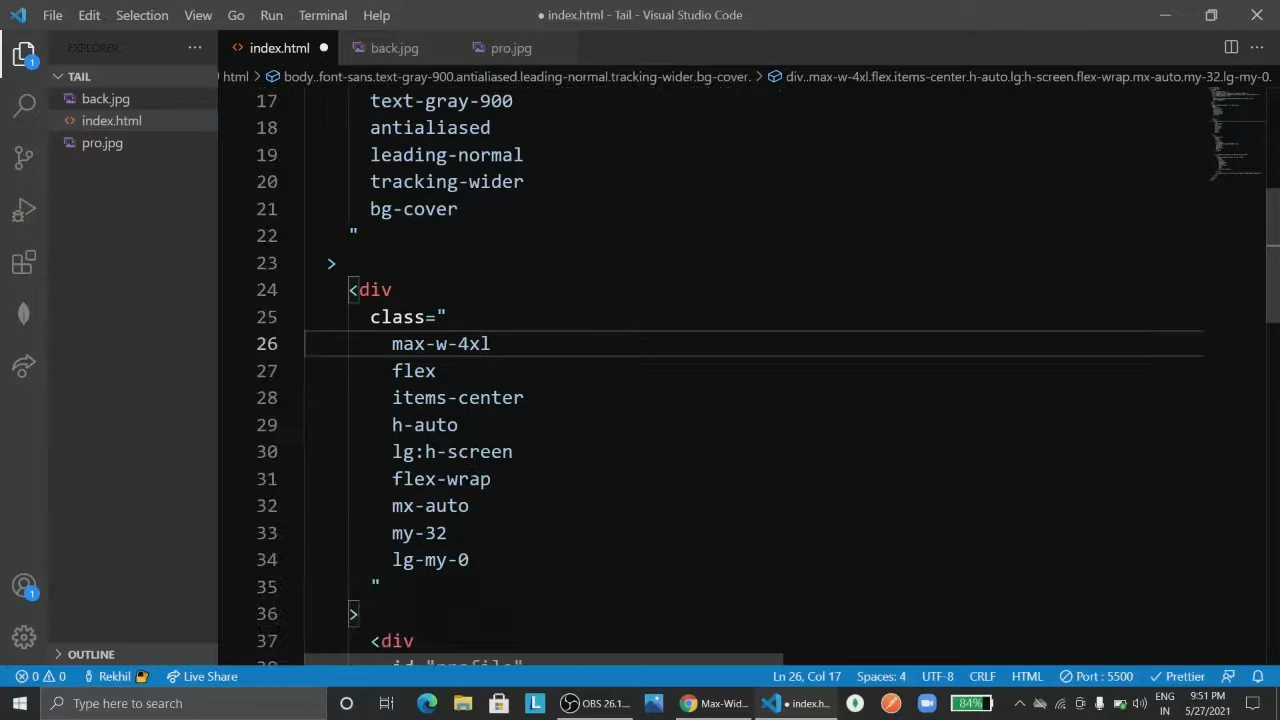 File Edit Selection View Go Run Terminal Help
● index.html - Tail - Visual Studio Code
EXPLORER
index.html ●
back.jpg
pro.jpg
TAIL
html > body..font-sans.text-gray-900.antialiased.leading-normal.tracking-wider.bg-cover. > div..max-w-4xl.flex.items-center.h-auto.lg:h-screen.flex-wrap.mx-auto.my-32.lg-my-0.
back.jpg
index.html
pro.jpg
17 text-gray-900
18 antialiased
19 leading-normal
20 tracking-wider
21 bg-cover
22 "
23 >
24 <div
25 class="
26 max-w-4xl
27 flex
28 items-center
29 h-auto
30 lg:h-screen
31 flex-wrap
32 mx-auto
33 my-32
34 lg-my-0
35 "
36 >
37 <div
38 id="profile"
1
1
OUTLINE
0 0 Rekhil Live Share
Ln 26, Col 17 Spaces: 4 UTF-8 CRLF HTML Port : 5500 Prettier
Type here to search
L
OBS 26.1...
Max-Wid...
● index.h...
84%
ENG
IN
9:51 PM
5/27/2021